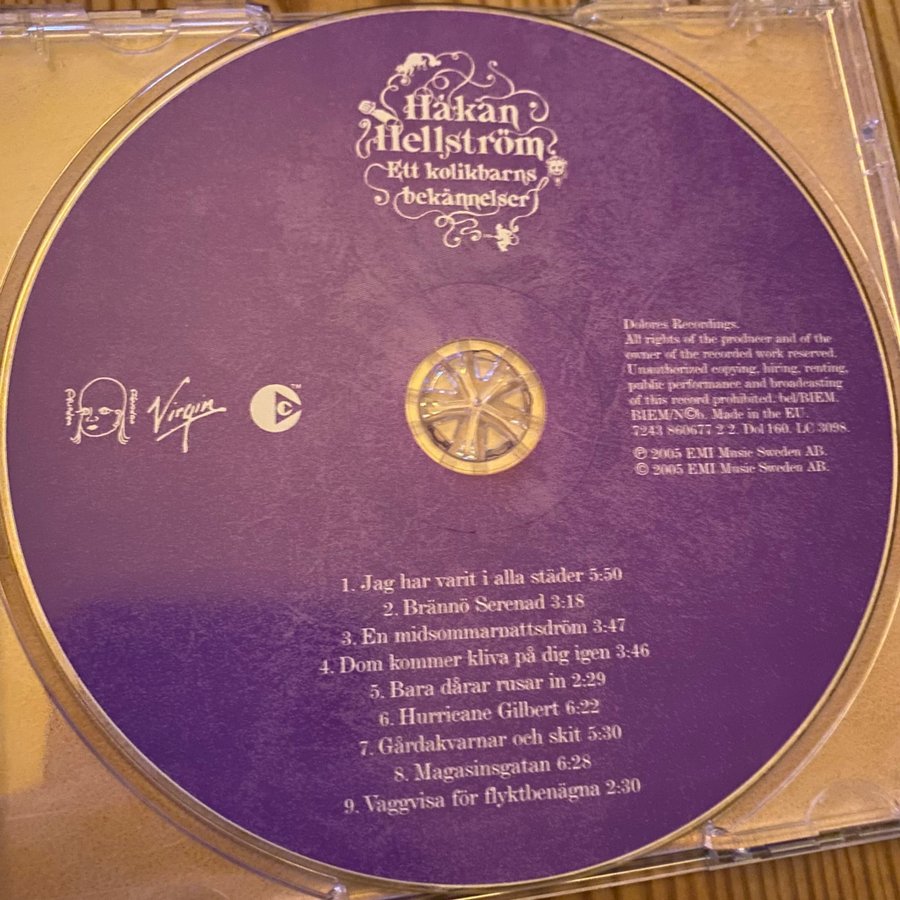 Håkan
Hellström
Ett kolikbarns
bekännelser
Dolores Recordings.
All rights of the producer and of the
owner of the recorded work reserved.
Unauthorized copying, hiring, renting,
public performance and broadcasting
of this record prohibited. bel/BIEM.
BIEM/N©b. Made in the EU.
7243 860677 2 2. Dol 160. LC 3098.
℗ 2005 EMI Music Sweden AB.
© 2005 EMI Music Sweden AB.
Virgin
C ™
1. Jag har varit i alla städer 5:50
2. Brännö Serenad 3:18
3. En midsommarnattsdröm 3:47
4. Dom kommer kliva på dig igen 3:46
5. Bara dårar rusar in 2:29
6. Hurricane Gilbert 6:22
7. Gårdakvarnar och skit 5:30
8. Magasinsgatan 6:28
9. Vaggvisa för flyktbenägna 2:30